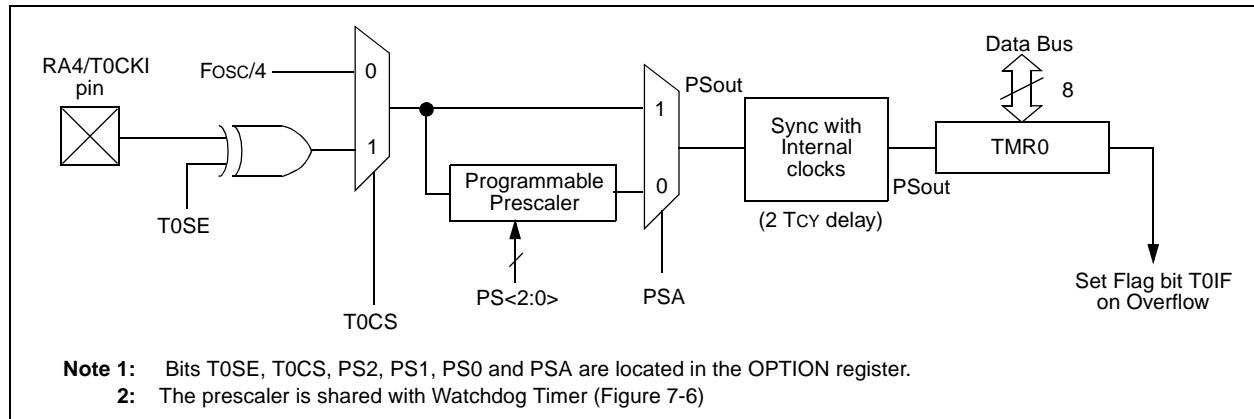 RA4/T0CKI
pin
FOSC/4
0
1
T0SE
T0CS
Programmable
Prescaler
PS<2:0>
1
0
PSA
PSout
Sync with
Internal
clocks
(2 TCY delay)
PSout
Data Bus
8
TMR0
Set Flag bit T0IF
on Overflow
Note 1: Bits T0SE, T0CS, PS2, PS1, PS0 and PSA are located in the OPTION register.
2: The prescaler is shared with Watchdog Timer (Figure 7-6)